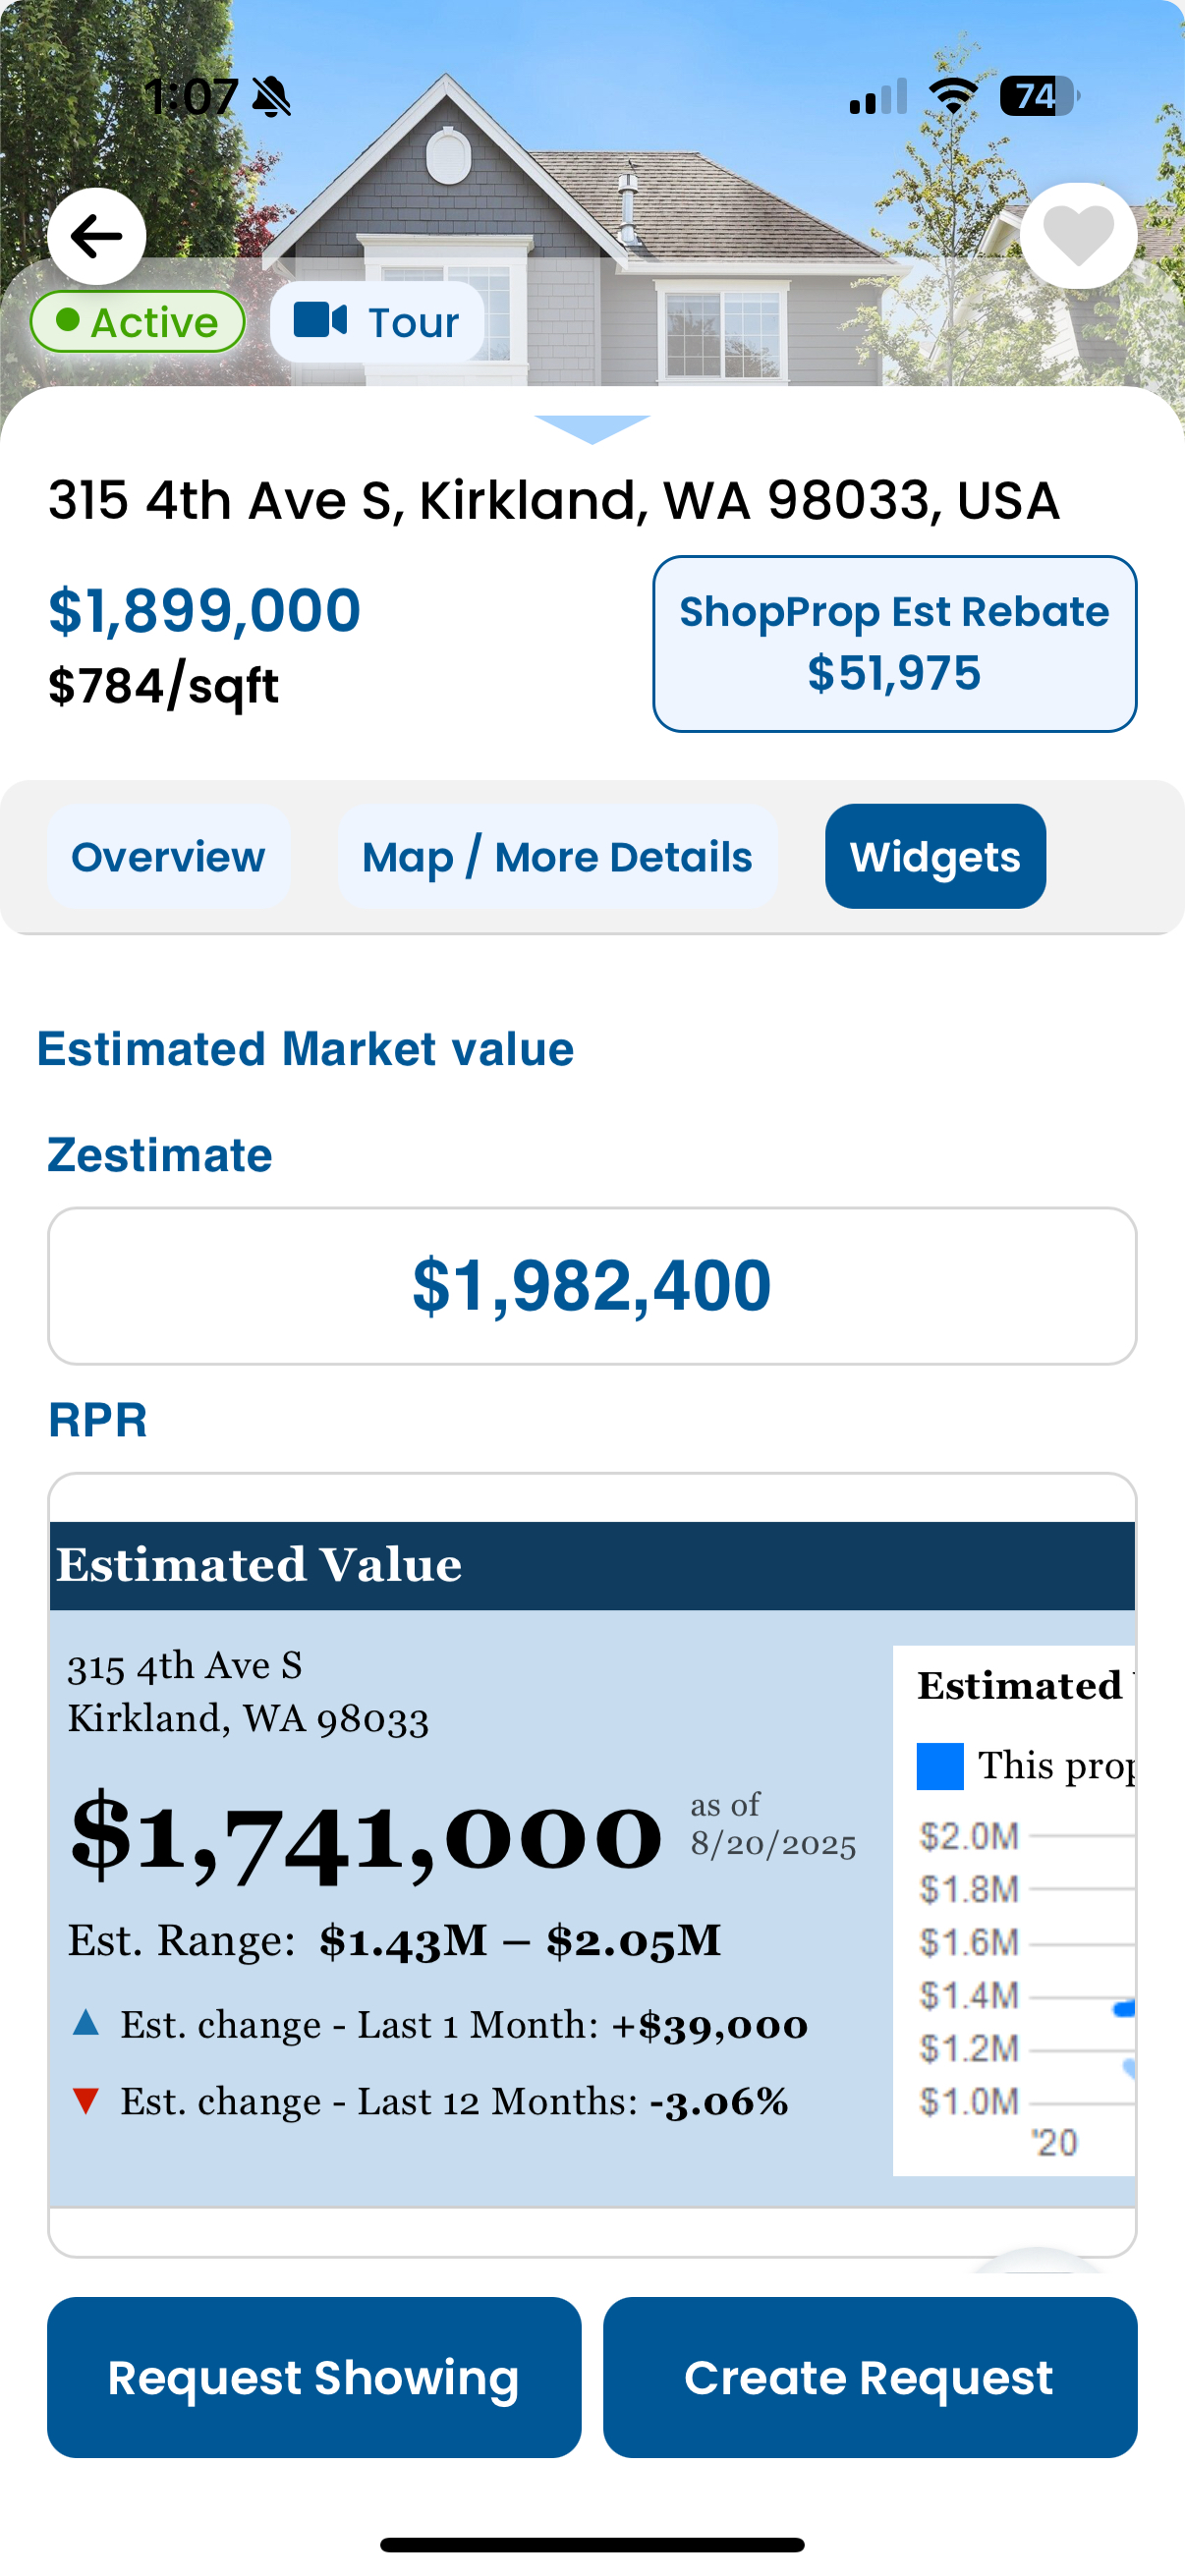 1:07
74
Active
Tour
315 4th Ave S, Kirkland, WA 98033, USA
$1,899,000
$784/sqft
ShopProp Est Rebate
$51,975
Overview
Map / More Details
Widgets
Estimated Market value
Zestimate
$1,982,400
RPR
Estimated Value
315 4th Ave S
Kirkland, WA 98033
$1,741,000
as of
8/20/2025
Est. Range: $1.43M – $2.05M
▲ Est. change - Last 1 Month: +$39,000
▼ Est. change - Last 12 Months: -3.06%
Estimated
This
$2.0M
$1.8M
$1.6M
$1.4M
$1.2M
$1.0M
'20
Request Showing
Create Request